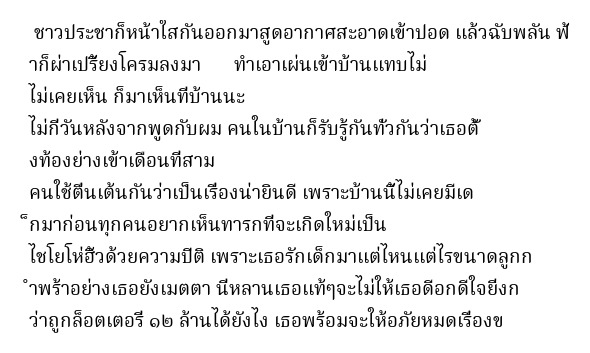 ชาวประชาก็หน้าใสกันออกมาสูดอากาศสะอาดเข้าปอด แล้วฉับพลัน ฟ้
าก็ผ่าเปรี้ยงโครมลงมา      ทำเอาเผ่นเข้าบ้านแทบไม่
ไม่เคยเห็น ก็มาเห็นที่บ้านนะ
ไม่กี่วันหลังจากพูดกับผม คนในบ้านก็รับรู้กันทั่วกันว่าเธอตั้
งท้องย่างเข้าเดือนที่สาม
คนใช้ตื่นเต้นกันว่าเป็นเรื่องน่ายินดี เพราะบ้านนี้ไม่เคยมีเด
็กมาก่อนทุกคนอยากเห็นทารกที่จะเกิดใหม่เป็น
ไชโยโห่ฮิ้วด้วยความปิติ เพราะเธอรักเด็กมาแต่ไหนแต่ไรขนาดลูกก
ำพร้าอย่างเธอยังเมตตา นี่หลานเธอแท้ๆจะไม่ให้เธอดีอกดีใจยิ่งก
ว่าถูกล็อตเตอรี่ ๑๒ ล้านได้ยังไง เธอพร้อมจะให้อภัยหมดเรื่องข